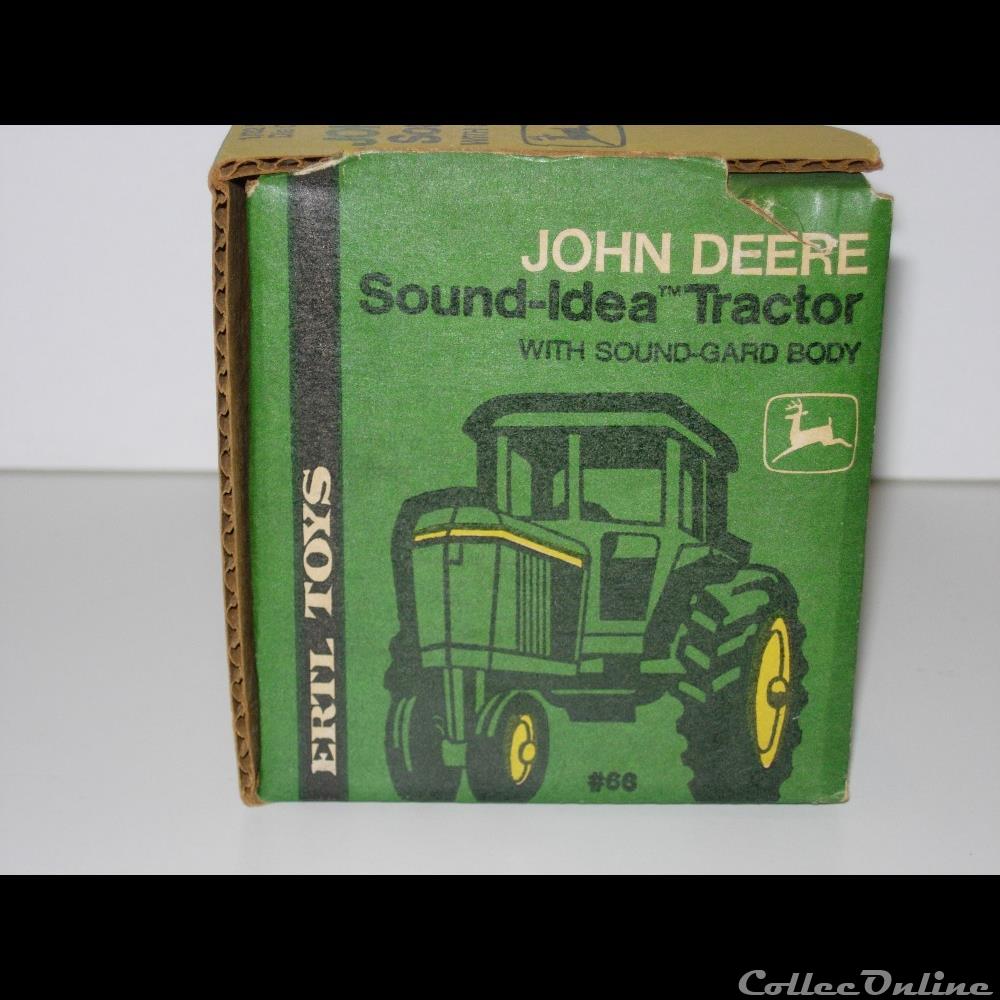 JOHN DEERE
Sound-Idea™ Tractor
WITH SOUND-GARD BODY
ERTL TOYS
#66
CollecOnline